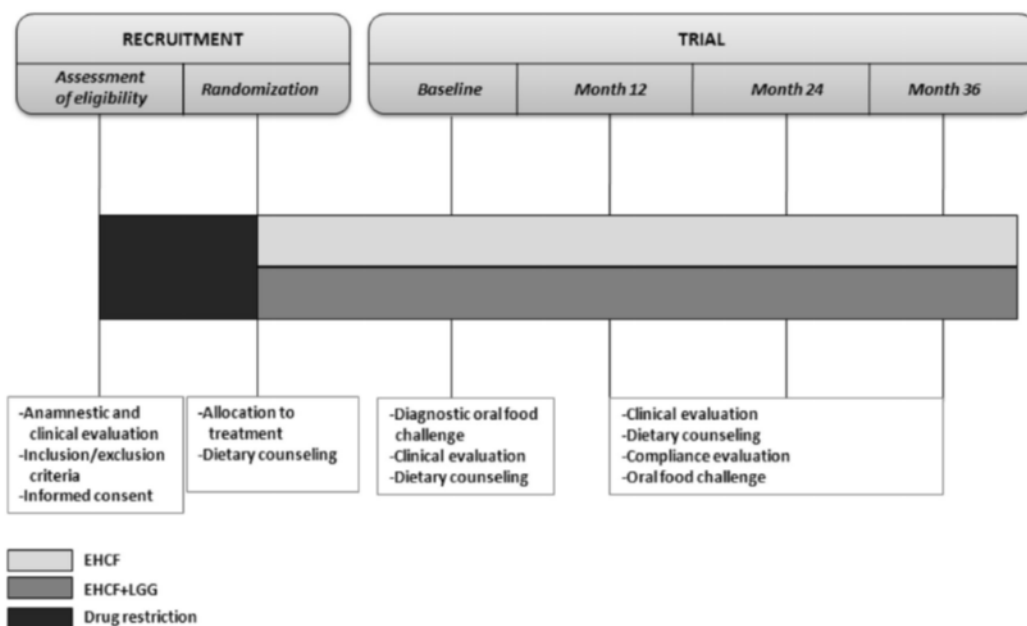 RECRUITMENT
TRIAL
Assessment
of eligibility
Randomization
Baseline
Month 12
Month 24
Month 36
-Anamnestic and
clinical evaluation
-Inclusion/exclusion
criteria
-Informed consent
-Allocation to
treatment
-Dietary counseling
-Diagnostic oral food
challenge
-Clinical evaluation
-Dietary counseling
-Clinical evaluation
-Dietary counseling
-Compliance evaluation
-Oral food challenge
EHCF
EHCF+LGG
Drug restriction